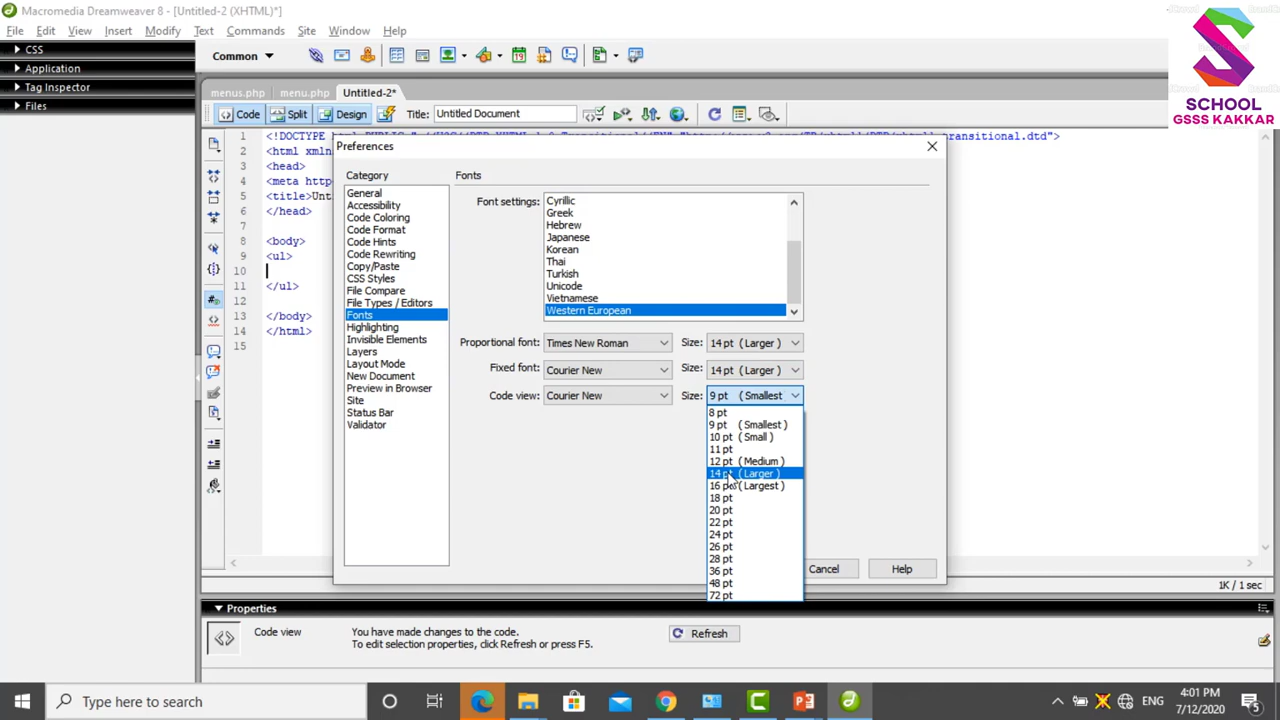 Macromedia Dreamweaver 8 - [Untitled-2 (XHTML)*]
File Edit View Insert Modify Text Commands Site Window Help
CSS
Application
Tag Inspector
Files
Common
menus.php menu.php Untitled-2*
Code Split Design Title: Untitled Document
SCHOOL
GSSS KAKKAR
1 <!DOCTYPE html PUBLIC
2 <html xmlns
3 <head>
4 <meta http
5 <title>Unt
6 </head>
7
8 <body>
9 <ul>
10
11 </ul>
12
13 </body>
14 </html>
15
Preferences
Category
General
Accessibility
Code Coloring
Code Format
Code Hints
Code Rewriting
Copy/Paste
CSS Styles
File Compare
File Types / Editors
Fonts
Highlighting
Invisible Elements
Layers
Layout Mode
New Document
Preview in Browser
Site
Status Bar
Validator
Fonts
Font settings:
Cyrillic
Greek
Hebrew
Japanese
Korean
Thai
Turkish
Unicode
Vietnamese
Western European
Proportional font: Times New Roman Size: 14 pt (Larger )
Fixed font: Courier New Size: 14 pt (Larger )
Code view: Courier New Size: 9 pt (Smallest
8 pt
9 pt (Smallest )
10 pt (Small )
11 pt
12 pt (Medium )
14 pt (Larger )
16 pt (Largest )
18 pt
20 pt
22 pt
24 pt
26 pt
28 pt
36 pt
48 pt
72 pt
Cancel Help
1K / 1 sec
Properties
Code view
You have made changes to the code.
To edit selection properties, click Refresh or press F5.
Refresh
Type here to search
ENG
4:01 PM
7/12/2020
5